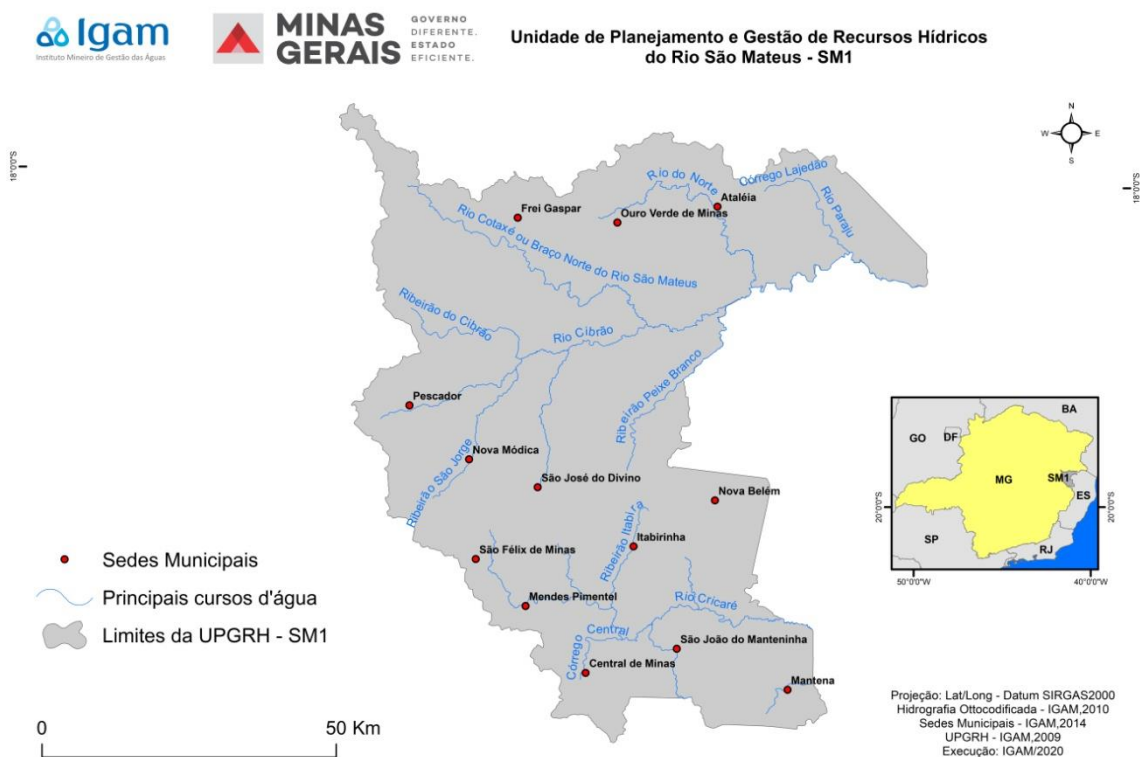 Igam
Instituto Mineiro de Gestão das Águas
MINAS
GERAIS
GOVERNO
DIFERENTE.
ESTADO
EFICIENTE.
Unidade de Planejamento e Gestão de Recursos Hídricos
do Rio São Mateus - SM1
N
W
E
S
18°0'0"S
18°0'0"S
Córrego Lajedão
Rio do Norte
Ataléia
Frei Gaspar
Ouro Verde de Minas
Rio Paraju
Rio Cotaxé ou Braço Norte do Rio São Mateus
Ribeirão do Cibrão
Rio Cibrão
Ribeirão Peixe Branco
Pescador
Nova Módica
Ribeirão São Jorge
São José do Divino
Nova Belém
Ribeirão Itabira
Itabirinha
São Félix de Minas
Mendes Pimentel
Rio Cricaré
Córrego Central
São João do Manteninha
Central de Minas
Mantena
BA
GO
DF
MG
SM1
ES
SP
RJ
20°0'0"S
20°0'0"S
50°0'0"W
40°0'0"W
Sedes Municipais
Principais cursos d'água
Limites da UPGRH - SM1
0
50 Km
Projeção: Lat/Long - Datum SIRGAS2000
Hidrografia Ottocodificada - IGAM,2010
Sedes Municipais - IGAM,2014
UPGRH - IGAM,2009
Execução: IGAM/2020